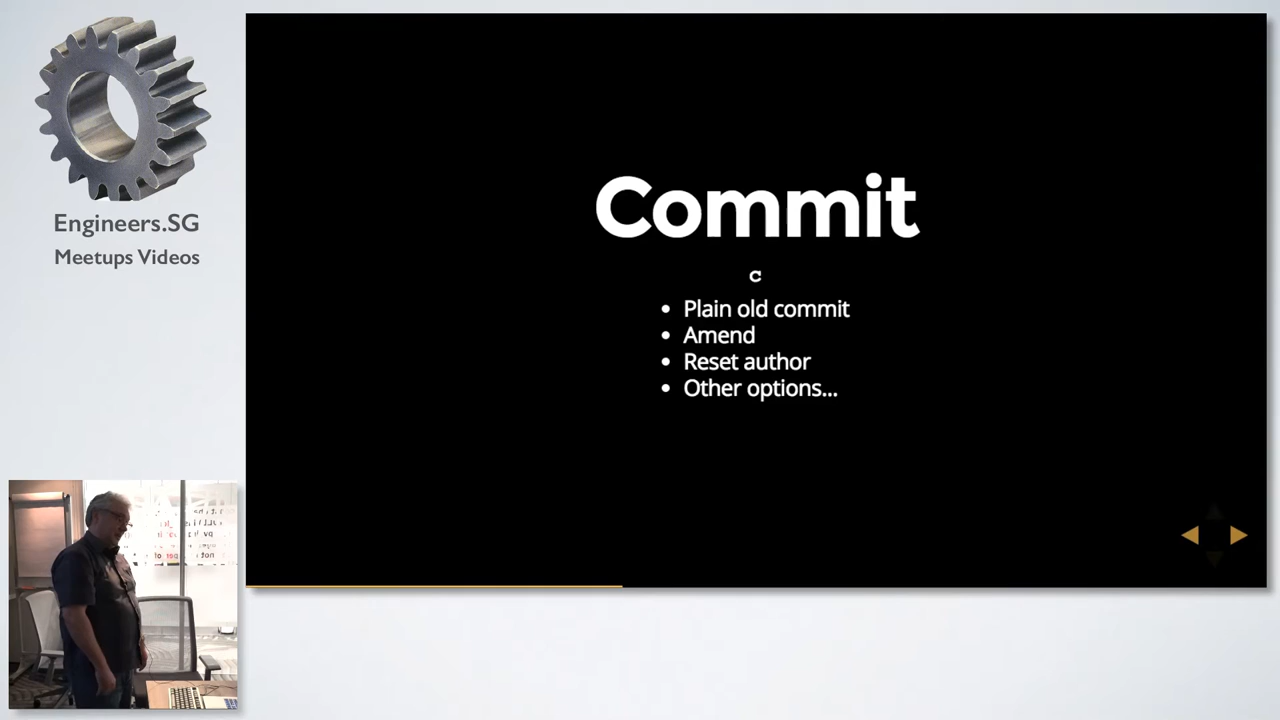 Engineers.SG
Meetups Videos
Commit
c
• Plain old commit
• Amend
• Reset author
• Other options...